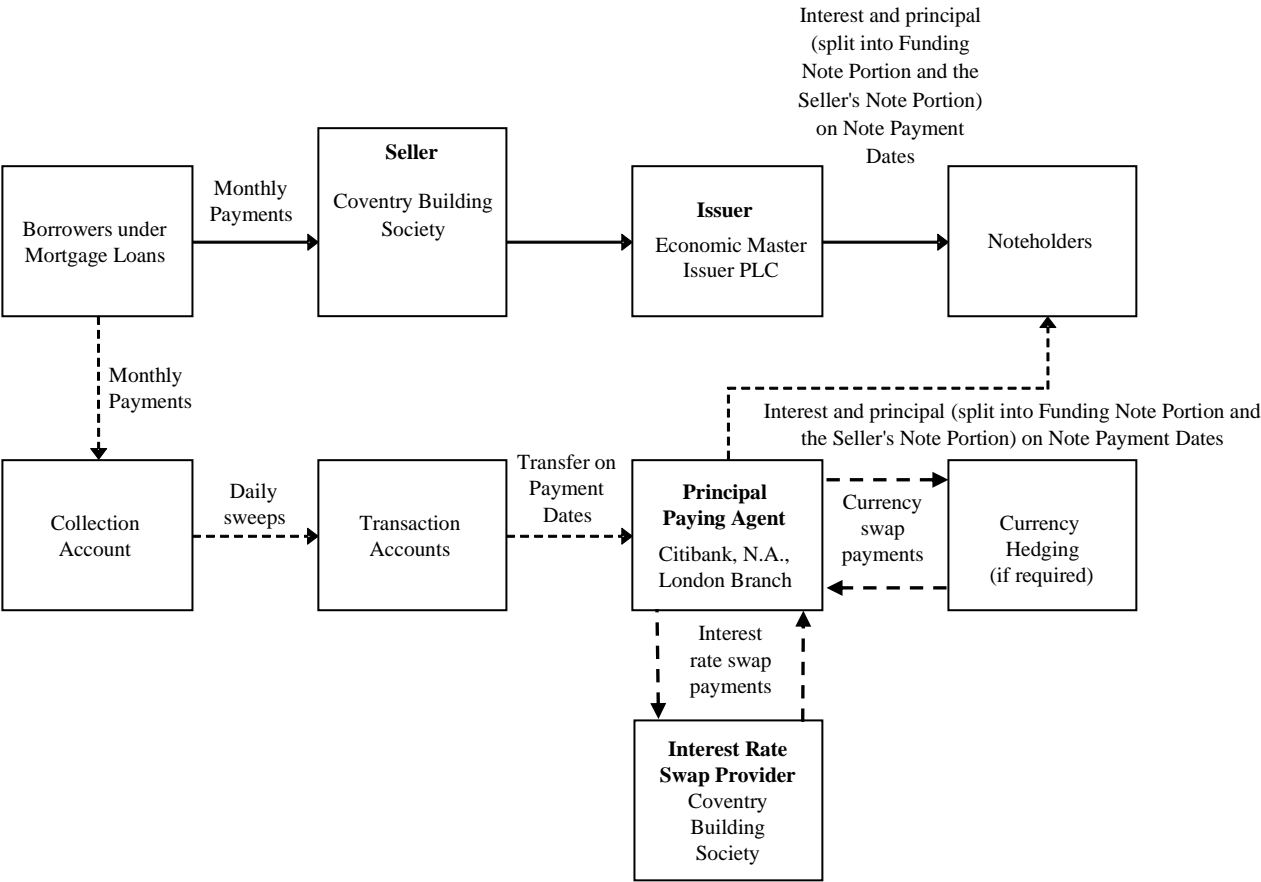 Interest and principal
(split into Funding
Note Portion and the
Seller's Note Portion)
on Note Payment
Dates
Borrowers under
Mortgage Loans
Monthly
Payments
Seller
Coventry Building
Society
Issuer
Economic Master
Issuer PLC
Noteholders
Monthly
Payments
Interest and principal (split into Funding Note Portion and
the Seller's Note Portion) on Note Payment Dates
Collection
Account
Daily
sweeps
Transaction
Accounts
Transfer on
Payment
Dates
Principal
Paying Agent
Citibank, N.A.,
London Branch
Currency
swap
payments
Currency
Hedging
(if required)
Interest
rate swap
payments
Interest Rate
Swap Provider
Coventry
Building
Society